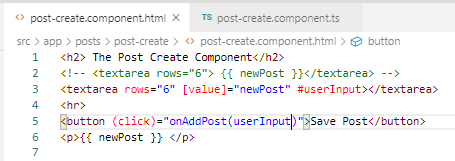 post-create.component.html TS post-create.component.ts
src > app > posts > post-create > post-create.component.html > button
1 <h2> The Post Create Component</h2>
2 <!-- <textarea rows="6"> {{ newPost }}</textarea> -->
3 <textarea rows="6" [value]="newPost" #userInput></textarea>
4 <hr>
5 <button (click)="onAddPost(userInput)">Save Post</button>
6 <p>{{ newPost }} </p>